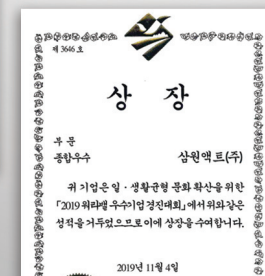 제 3646 호
상 장
부 문
종합우수 삼원액트(주)
귀 기업은 일·생활균형 문화 확산을 위한
「2019 워라밸 우수기업 경진대회」에서 위와 같은
성적을 거두었으므로 이에 상장을 수여합니다.
2019년 11월 4일